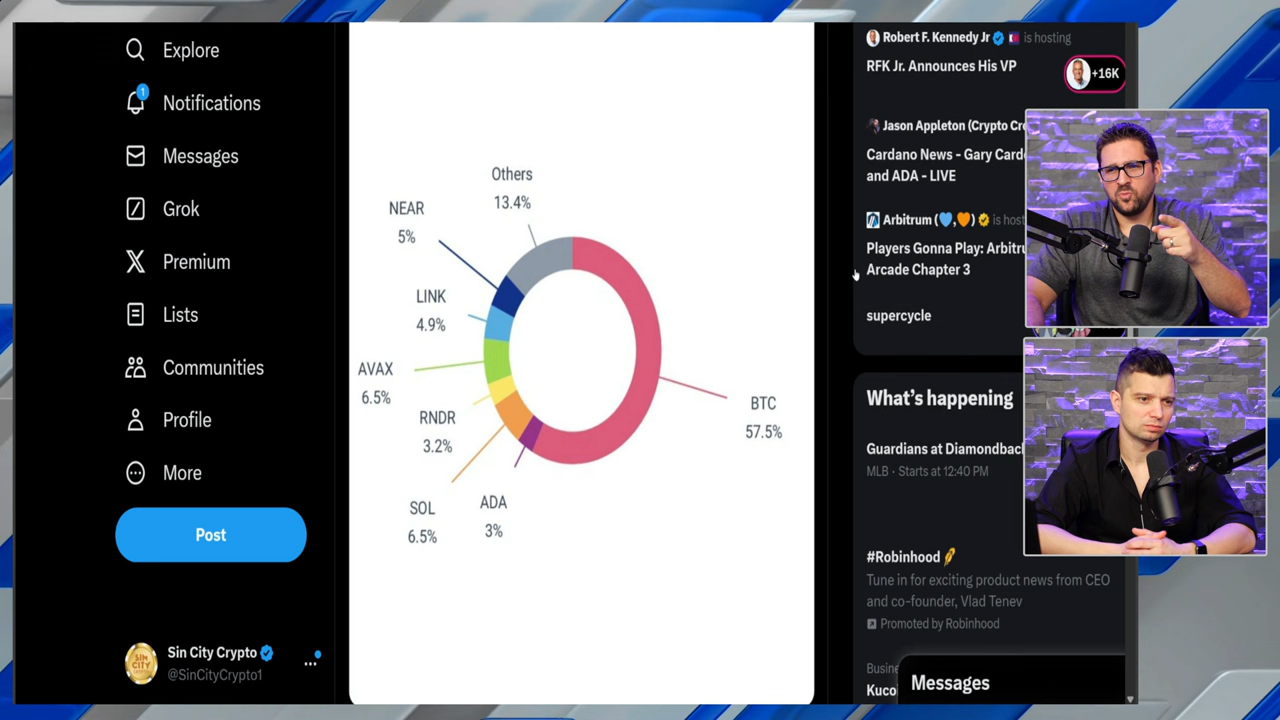 Explore
1
Notifications
Messages
Grok
Premium
Lists
Communities
Profile
More
Post
SIN CITY
Sin City Crypto
@SinCityCrypto1
Others
13.4%
NEAR
5%
LINK
4.9%
AVAX
6.5%
RNDR
3.2%
SOL
6.5%
ADA
3%
BTC
57.5%
Robert F. Kennedy Jr is hosting
RFK Jr. Announces His VP
+16K
Jason Appleton (Crypto Cr
Cardano News - Gary Card
and ADA - LIVE
Arbitrum (💙,🧡) is host
Players Gonna Play: Arbitr
Arcade Chapter 3
supercycle
What's happening
Guardians at Diamondbac
MLB · Starts at 12:40 PM
#Robinhood
Tune in for exciting product news from CEO
and co-founder, Vlad Tenev
Promoted by Robinhood
Busine
Kuco
Messages